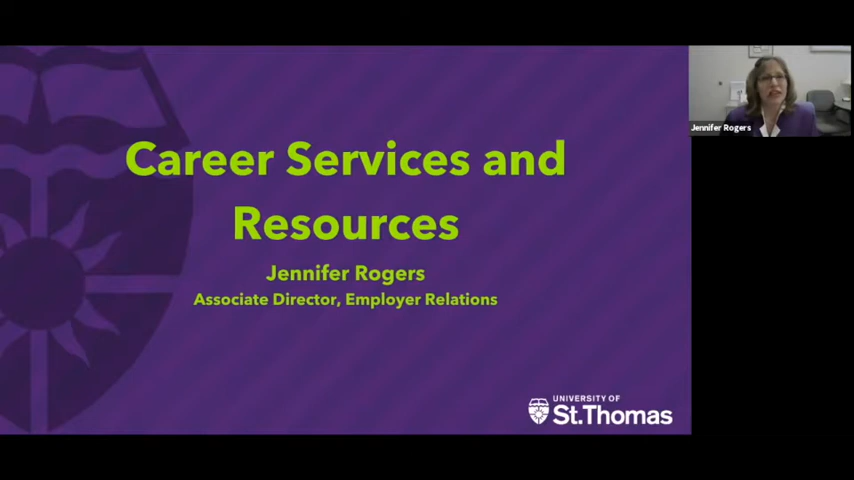 Career Services and
Resources
Jennifer Rogers
Associate Director, Employer Relations
UNIVERSITY OF
St.Thomas
Jennifer Rogers